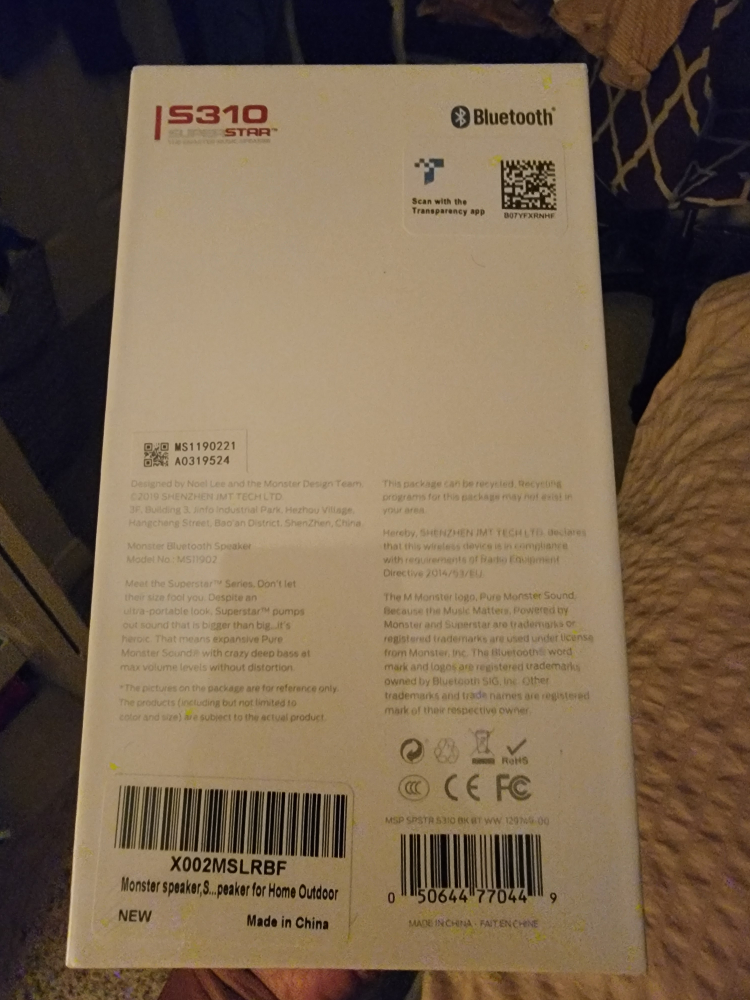 S310
SUPERSTAR™
Bluetooth®
Scan with the
Transparency app
B07YFXRNHF
MS1190221
A0319524
Designed by Noel Lee and the Monster Design Team.
©2019 SHENZHEN JMT TECH LTD.
3F, Building 3, Jinfo Industrial Park, Hezhou Village,
Hangcheng Street, Bao'an District, ShenZhen, China.
Monster Bluetooth Speaker
Model No.: MS11902
Meet the Superstar™ Series. Don't let
their size fool you. Despite an
ultra-portable look, Superstar™ pumps
out sound that is bigger than big...it's
heroic. That means expansive Pure
Monster Sound® with crazy deep bass at
max volume levels without distortion.
*The pictures on the package are for reference only.
The products (including but not limited to
color and size) are subject to the actual product.
This package can be recycled. Recycling
programs for this package may not exist in
your area.
Hereby, SHENZHEN JMT TECH LTD. declares
that this wireless device is in compliance
with requirements of Radio Equipment
Directive 2014/53/EU.
The M Monster logo, Pure Monster Sound,
Because the Music Matters, Powered by
Monster and Superstar are trademarks or
registered trademarks are used under license
from Monster, Inc. The Bluetooth® word
mark and logos are registered trademarks
owned by Bluetooth SIG, Inc. Other
trademarks and trade names are registered
mark of their respective owner.
RoHS
CCC CE FC
MSP SPSTR S310 BK BT WW 129749-00
X002MSLRBF
Monster speaker,S...peaker for Home Outdoor
NEW
Made in China
0 50644 77044 9
MADE IN CHINA - FAIT EN CHINE